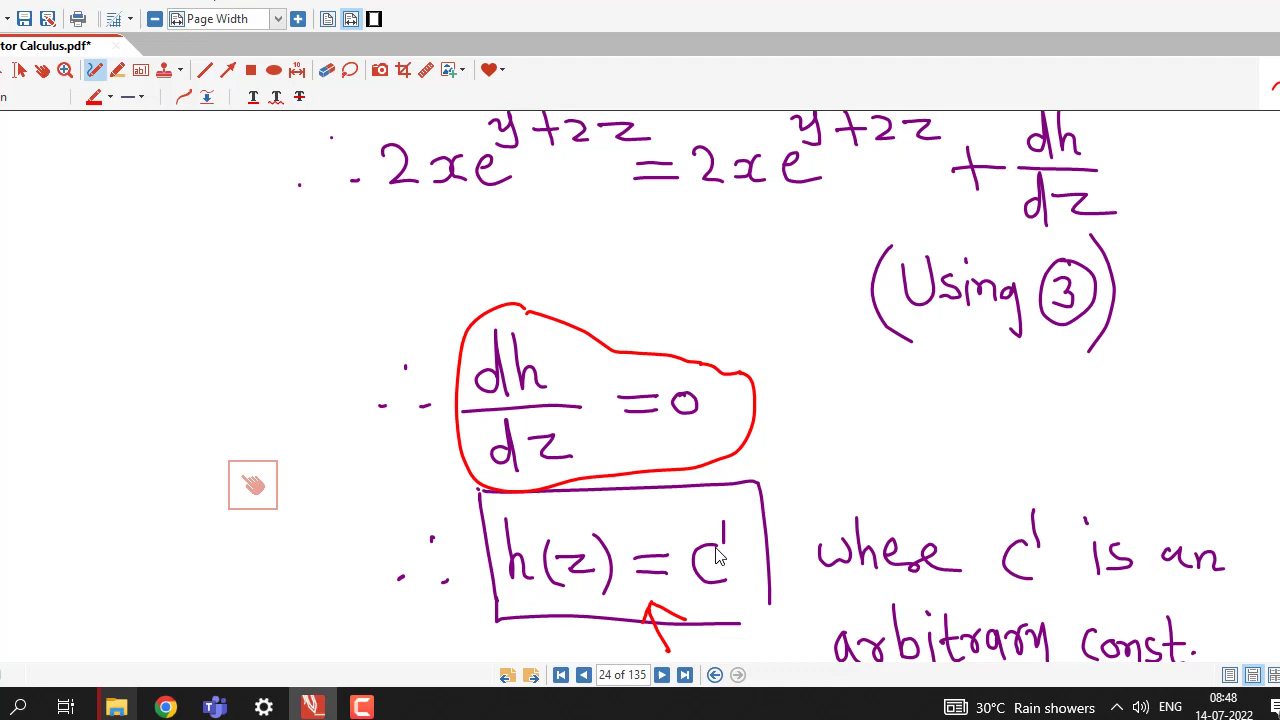 Page Width
tor Calculus.pdf*
n
∴ 2xe^{y+2z} = 2xe^{y+2z} + dh/dz
(Using ③)
∴ dh/dz = 0
∴ h(z) = C' where C' is an
arbitrary const.
24 of 135
30°C Rain showers
ENG
08:48
14-07-2022